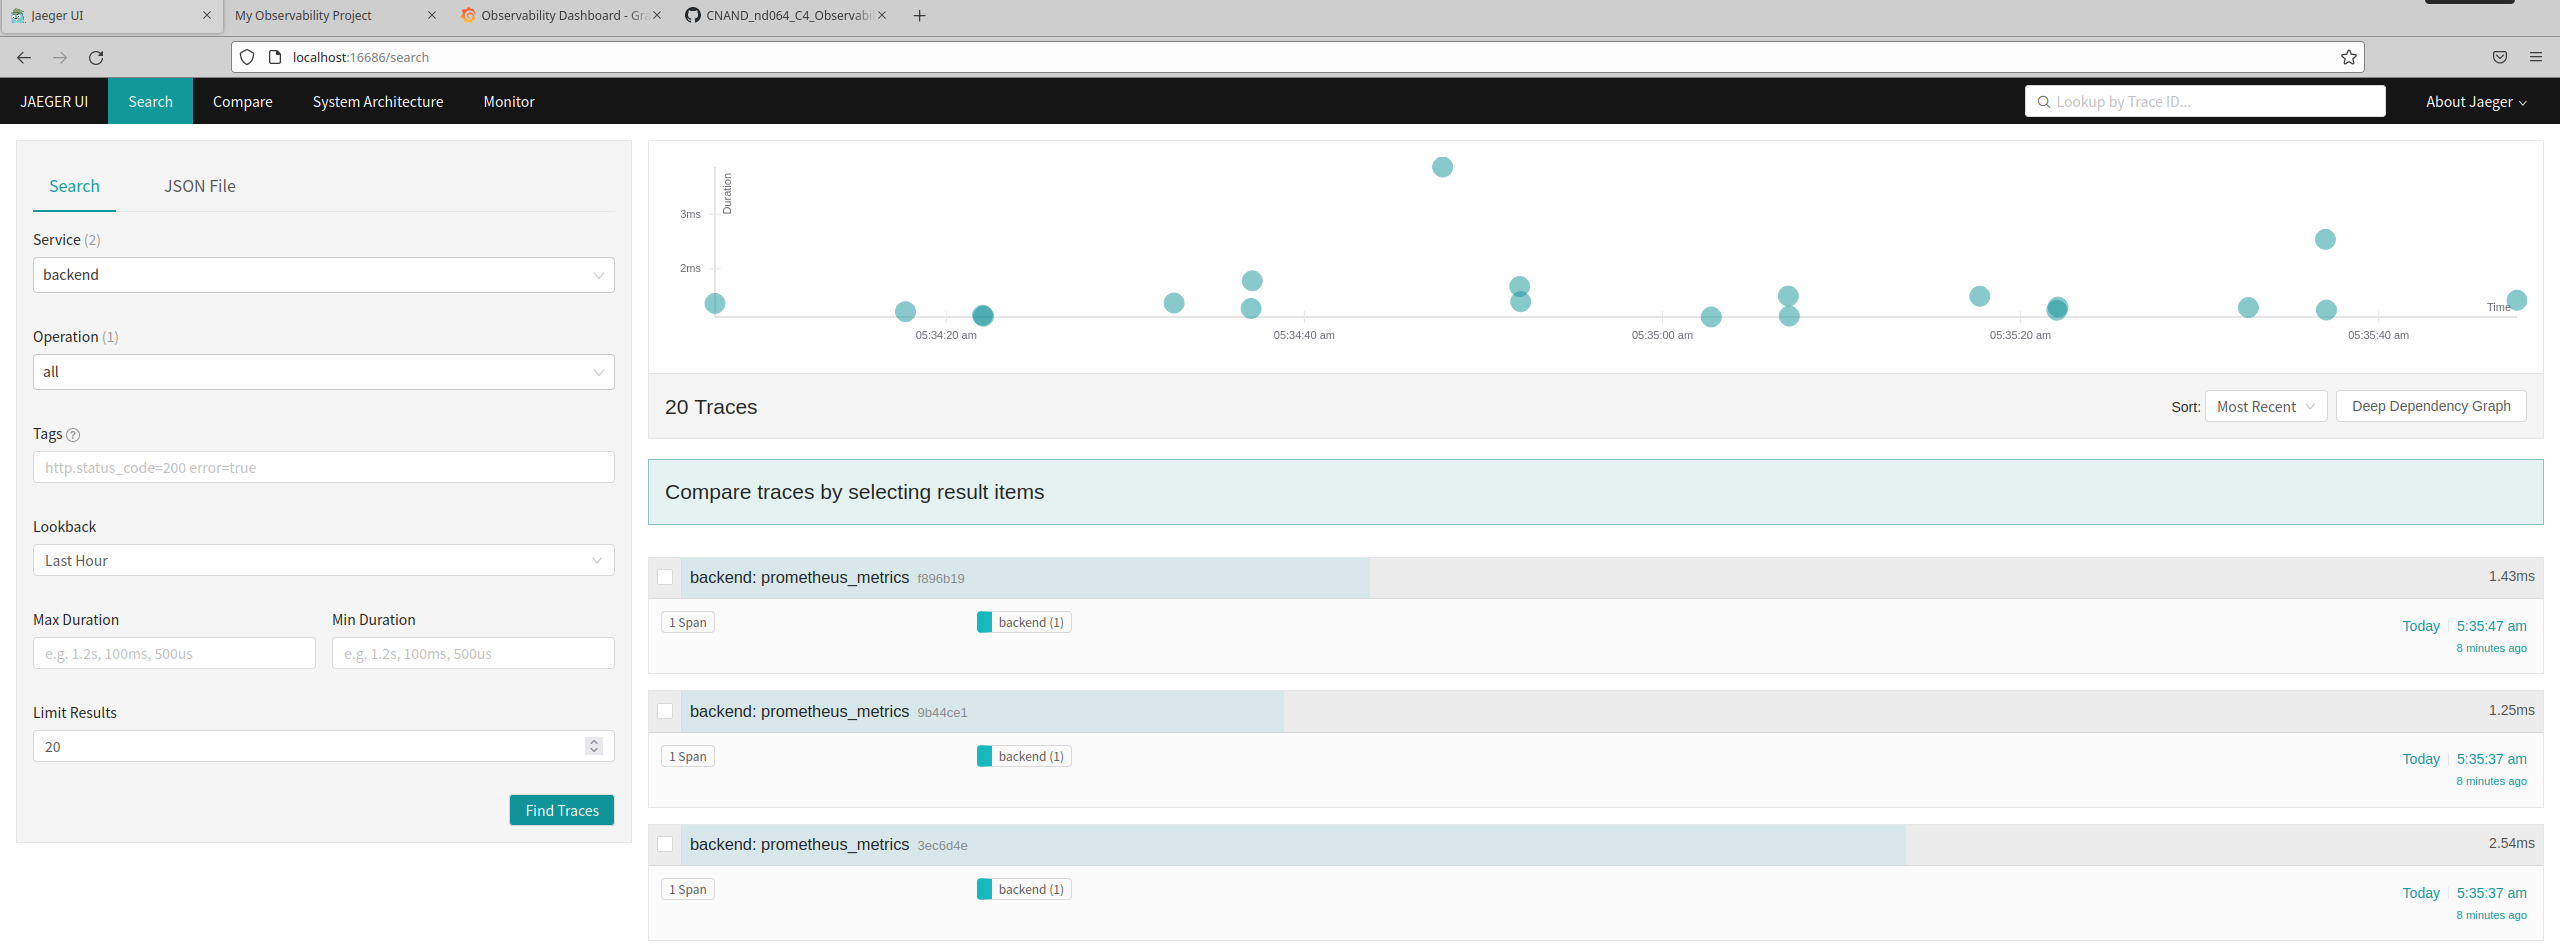 Jaeger UI
My Observability Project
Observability Dashboard - Gra
CNAND_nd064_C4_Observabil
localhost:16686/search
JAEGER UI
Search
Compare
System Architecture
Monitor
Lookup by Trace ID...
About Jaeger
Search
JSON File
Service (2)
backend
Operation (1)
all
Tags ?
http.status_code=200 error=true
Lookback
Last Hour
Max Duration
Min Duration
e.g. 1.2s, 100ms, 500us
e.g. 1.2s, 100ms, 500us
Limit Results
20
Find Traces
Duration
3ms
2ms
Time
05:34:20 am
05:34:40 am
05:35:00 am
05:35:20 am
05:35:40 am
20 Traces
Sort:
Most Recent
Deep Dependency Graph
Compare traces by selecting result items
backend: prometheus_metrics f896b19
1.43ms
1 Span
backend (1)
Today 5:35:47 am
8 minutes ago
backend: prometheus_metrics 9b44ce1
1.25ms
1 Span
backend (1)
Today 5:35:37 am
8 minutes ago
backend: prometheus_metrics 3ec6d4e
2.54ms
1 Span
backend (1)
Today 5:35:37 am
8 minutes ago